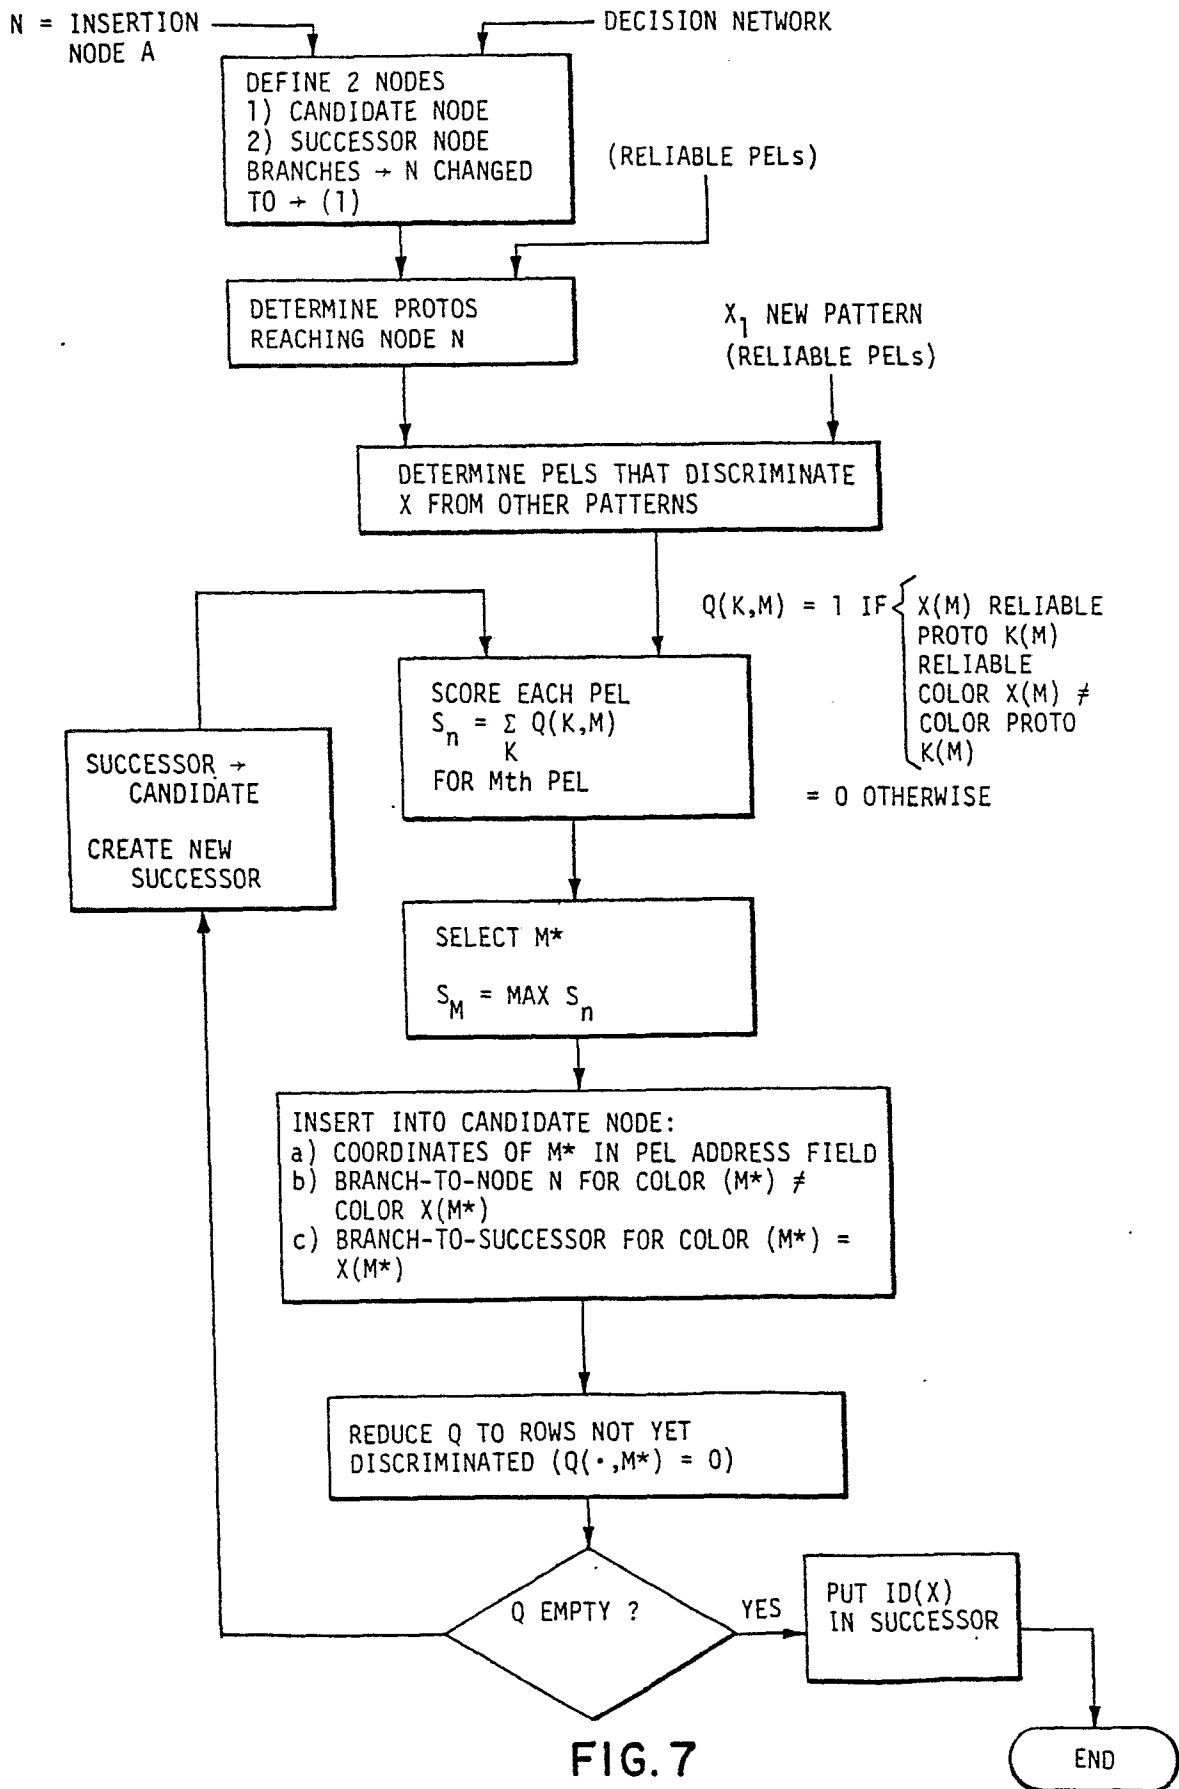 N = INSERTION
NODE A
DECISION NETWORK
DEFINE 2 NODES
1) CANDIDATE NODE
2) SUCCESSOR NODE
BRANCHES → N CHANGED
TO → (1)
(RELIABLE PELs)
DETERMINE PROTOS
REACHING NODE N
X₁ NEW PATTERN
(RELIABLE PELs)
DETERMINE PELS THAT DISCRIMINATE
X FROM OTHER PATTERNS
Q(K,M) = 1 IF { X(M) RELIABLE
PROTO K(M)
RELIABLE
COLOR X(M) ≠
COLOR PROTO
K(M)
= 0 OTHERWISE
SCORE EACH PEL
Sₙ = Σ Q(K,M)
K
FOR Mth PEL
SUCCESSOR →
CANDIDATE
CREATE NEW
SUCCESSOR
SELECT M*
S_M = MAX Sₙ
INSERT INTO CANDIDATE NODE:
a) COORDINATES OF M* IN PEL ADDRESS FIELD
b) BRANCH-TO-NODE N FOR COLOR (M*) ≠
COLOR X(M*)
c) BRANCH-TO-SUCCESSOR FOR COLOR (M*) =
X(M*)
REDUCE Q TO ROWS NOT YET
DISCRIMINATED (Q(·,M*) = 0)
Q EMPTY ?
YES
PUT ID(X)
IN SUCCESSOR
END
FIG. 7